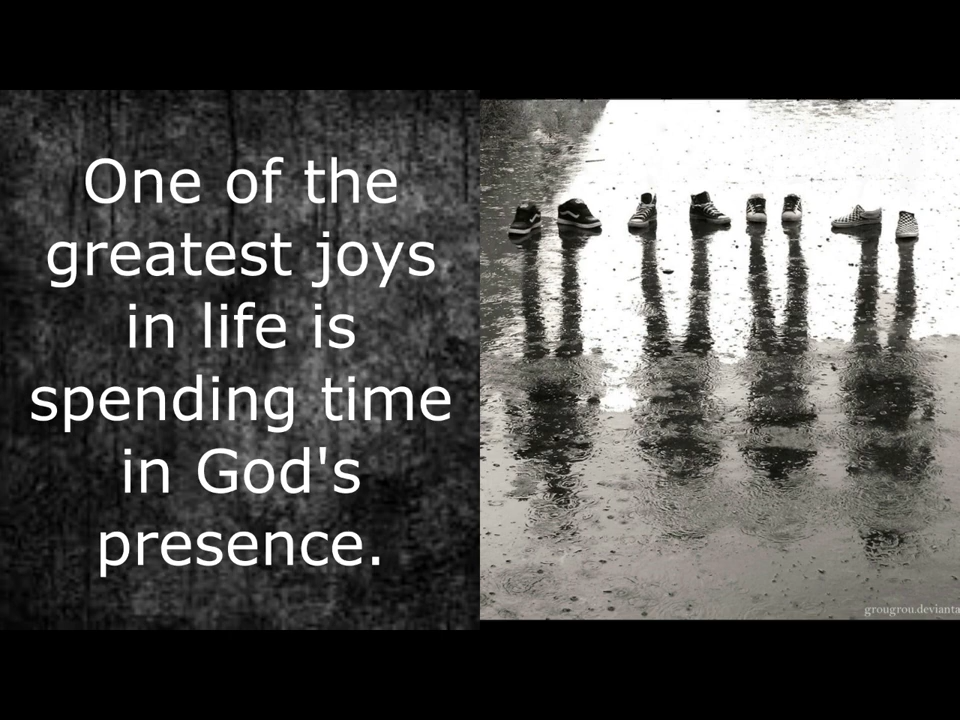 One of the
greatest joys
in life is
spending time
in God's
presence.
grougrou.devianta